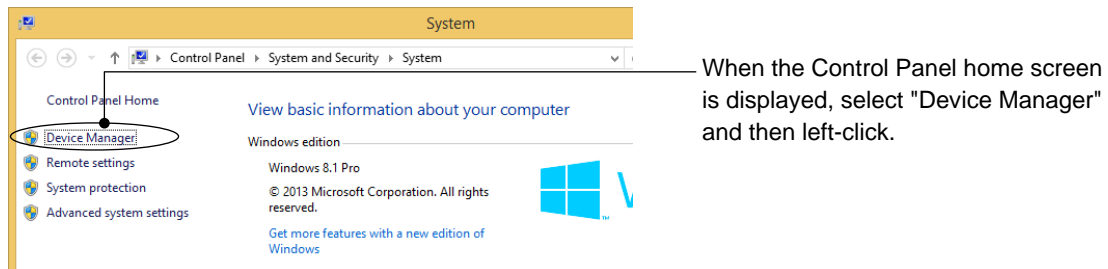 System
Control Panel ▸ System and Security ▸ System
Control Panel Home
Device Manager
Remote settings
System protection
Advanced system settings
View basic information about your computer
Windows edition
Windows 8.1 Pro
© 2013 Microsoft Corporation. All rights
reserved.
Get more features with a new edition of
Windows
TM
When the Control Panel home screen
is displayed, select "Device Manager"
and then left-click.